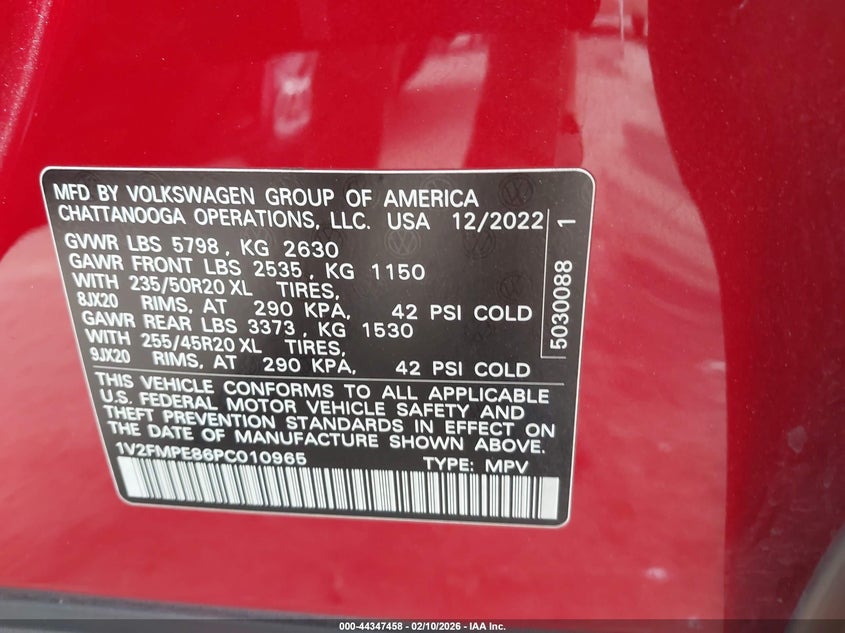 MFD BY VOLKSWAGEN GROUP OF AMERICA
CHATTANOOGA OPERATIONS, LLC. USA 12/2022
GVWR LBS 5798, KG 2630
GAWR FRONT LBS 2535, KG 1150
WITH 235/50R20 XL TIRES,
8JX20 RIMS, AT 290 KPA, 42 PSI COLD
GAWR REAR LBS 3373, KG 1530
WITH 255/45R20 XL TIRES,
9JX20 RIMS, AT 290 KPA, 42 PSI COLD
THIS VEHICLE CONFORMS TO ALL APPLICABLE
U.S. FEDERAL MOTOR VEHICLE SAFETY AND
THEFT PREVENTION STANDARDS IN EFFECT ON
THE DATE OF MANUFACTURE SHOWN ABOVE.
1V2FMPE86PC010965 TYPE: MPV
5030088 1
000-44347458 - 02/10/2026 - IAA Inc.